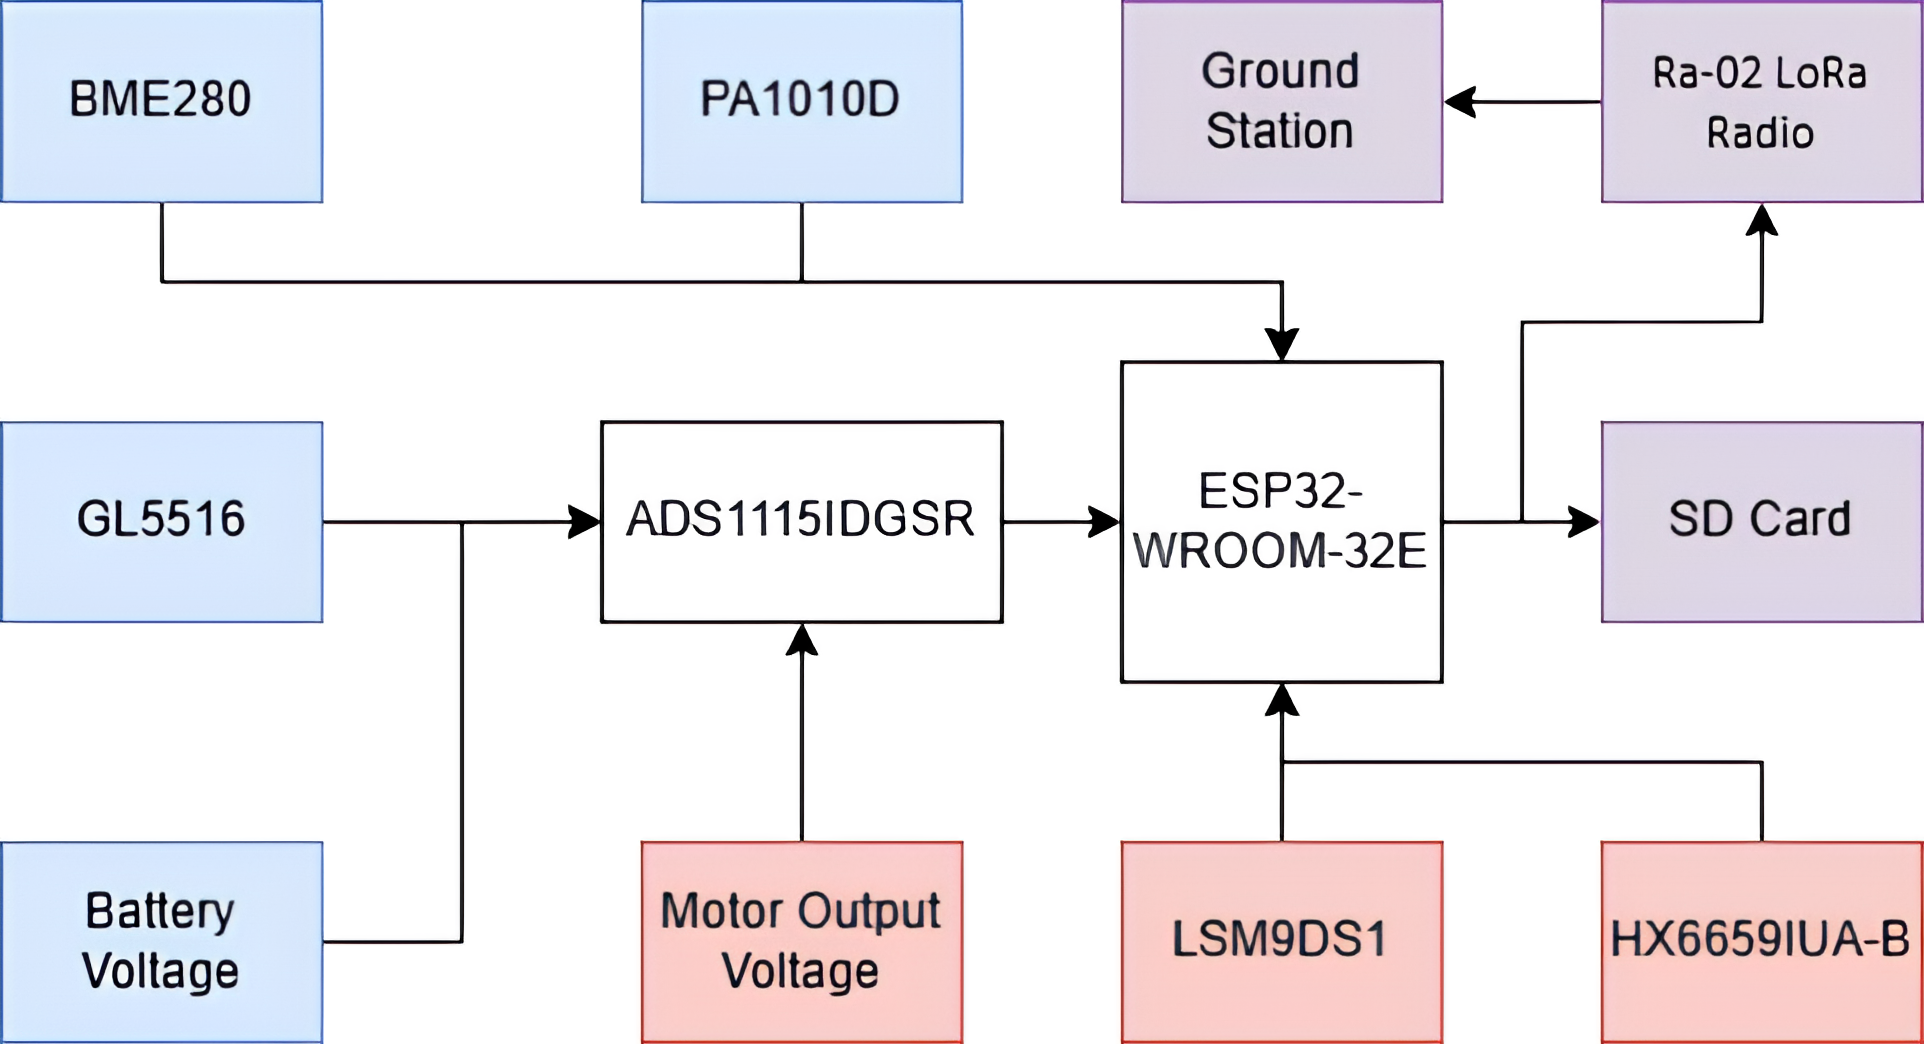 BME280
PA1010D
Ground
Station
Ra-02 LoRa
Radio
GL5516
ADS1115IDGSR
ESP32-
WROOM-32E
SD Card
Battery
Voltage
Motor Output
Voltage
LSM9DS1
HX6659IUA-B